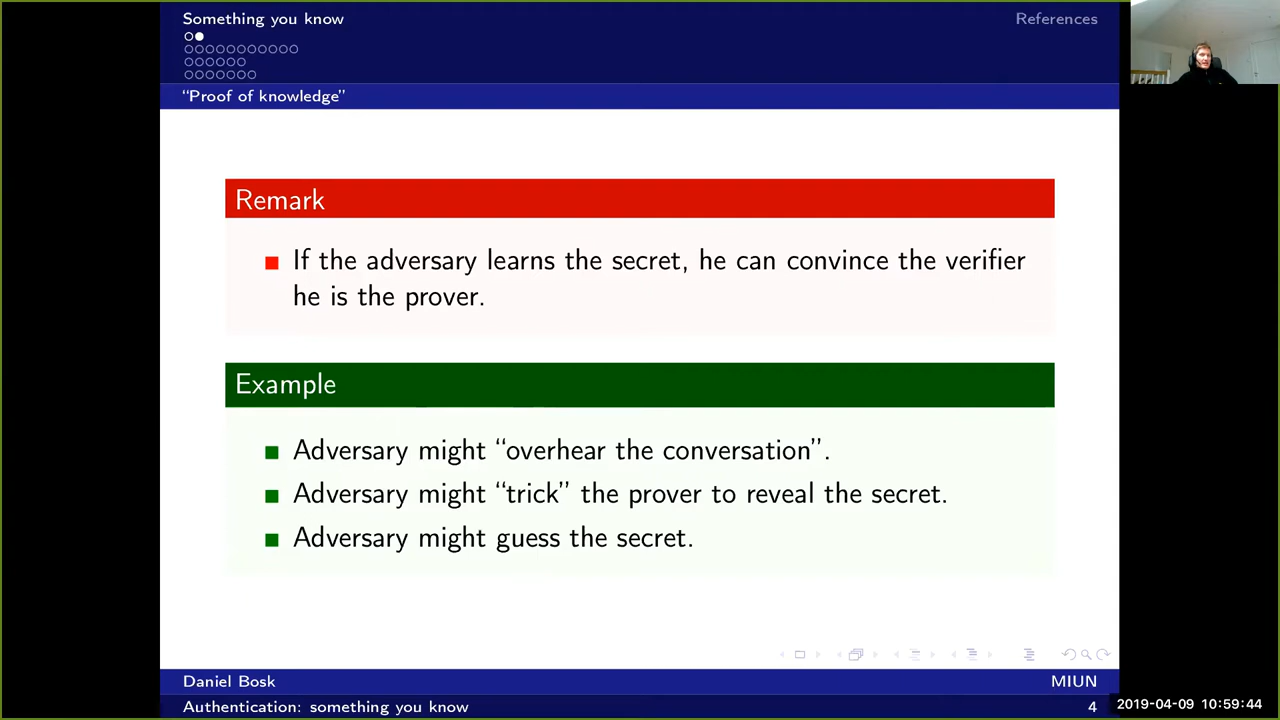 Something you know
References
“Proof of knowledge”
Remark
If the adversary learns the secret, he can convince the verifier
he is the prover.
Example
Adversary might “overhear the conversation”.
Adversary might “trick” the prover to reveal the secret.
Adversary might guess the secret.
Daniel Bosk
MIUN
Authentication: something you know
4
2019-04-09 10:59:44